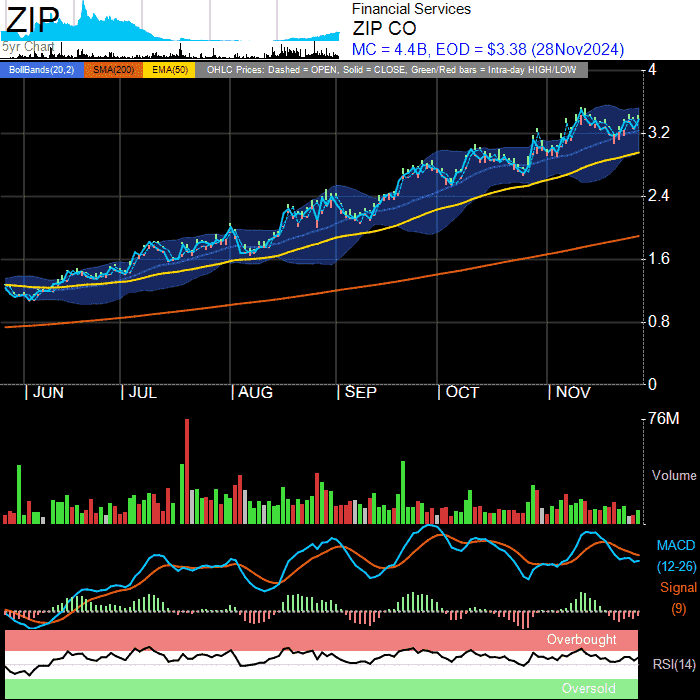 ZIP
5yr Chart
Financial Services
ZIP CO
MC = 4.4B, EOD = $3.38 (28Nov2024)
BollBands(20,2) SMA(200) EMA(50) OHLC Prices: Dashed = OPEN, Solid = CLOSE, Green/Red bars = Intra-day HIGH/LOW
4
3.2
2.4
1.6
0.8
0
JUN JUL AUG SEP OCT NOV
76M
Volume
MACD
(12-26)
Signal
(9)
Overbought
RSI(14)
Oversold